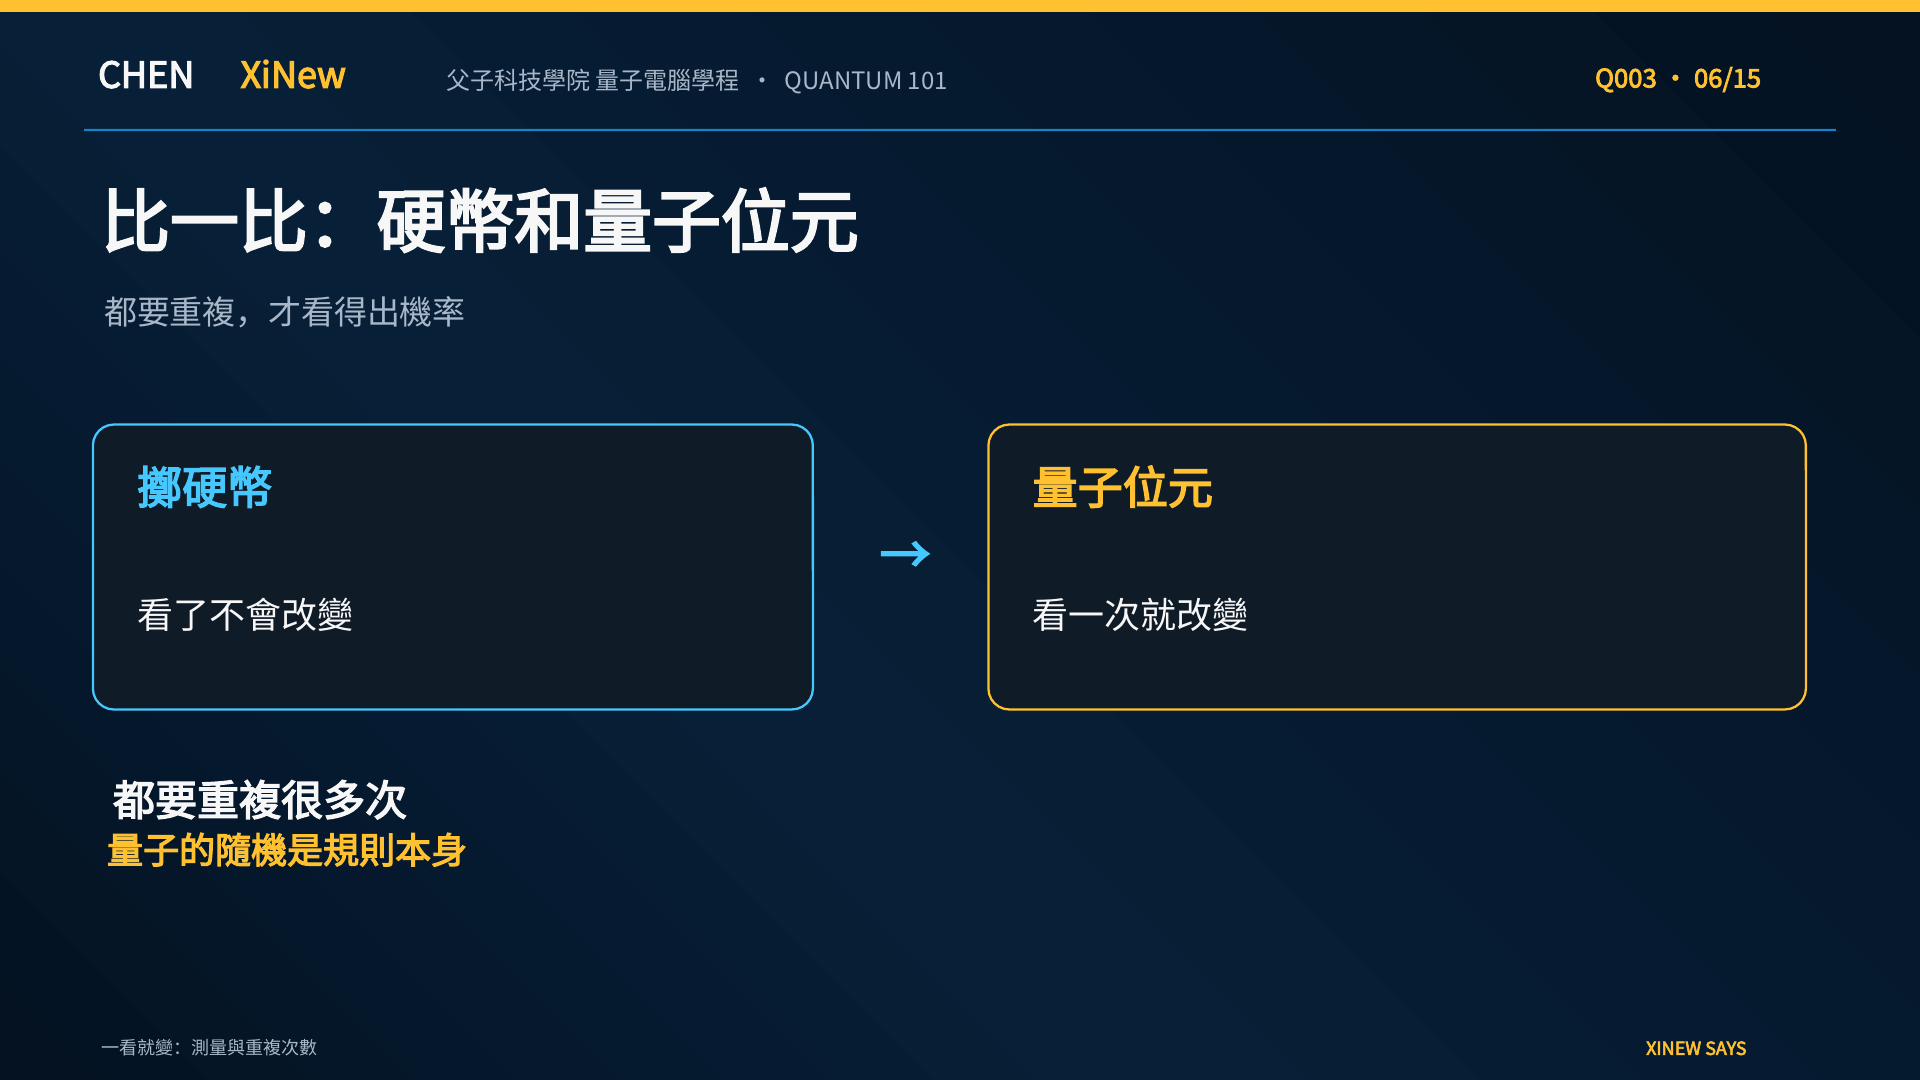 CHEN XiNew 父子科技學院 量子電腦學程 · QUANTUM 101 Q003 · 06/15
比一比：硬幣和量子位元
都要重複，才看得出機率
擲硬幣
看了不會改變
→
量子位元
看一次就改變
都要重複很多次
量子的隨機是規則本身
一看就變：測量與重複次數
XINEW SAYS